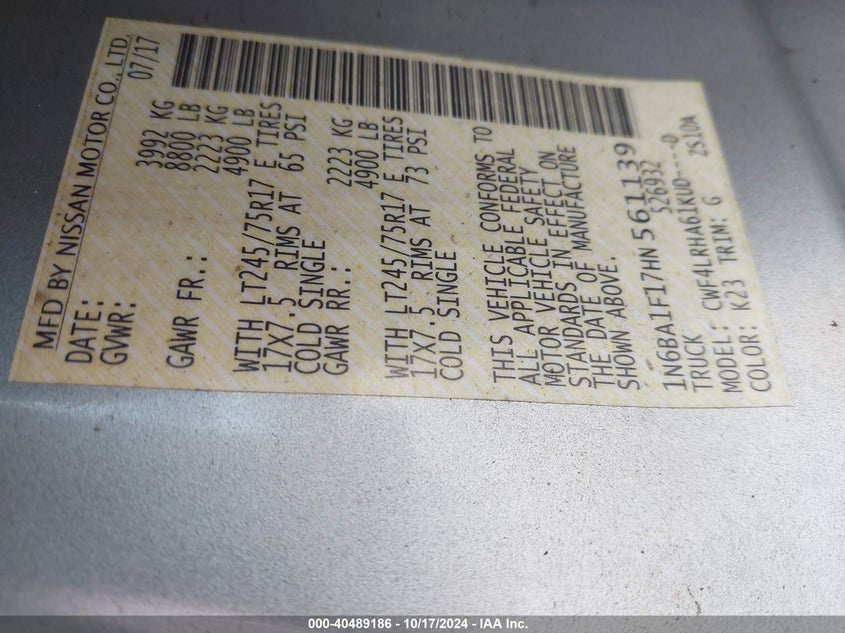 MFD BY NISSAN MOTOR CO., LTD.
DATE: 07/17
GVWR: 3992 KG
8800 LB
GAWR FR.: 2223 KG
4900 LB
WITH LT245/75R17 E TIRES
17X7.5 RIMS AT 65 PSI
COLD SINGLE
GAWR RR.: 2223 KG
4900 LB
WITH LT245/75R17 E TIRES
17X7.5 RIMS AT 73 PSI
COLD SINGLE
THIS VEHICLE CONFORMS TO
ALL APPLICABLE FEDERAL
MOTOR VEHICLE SAFETY
STANDARDS IN EFFECT ON
THE DATE OF MANUFACTURE
SHOWN ABOVE.
1N6BA1F17HN561139
TRUCK 526932
MODEL: CWF4LRHA61KUO----D
COLOR: K23 TRIM: G ZS10A
000-40489186 - 10/17/2024 - IAA Inc.